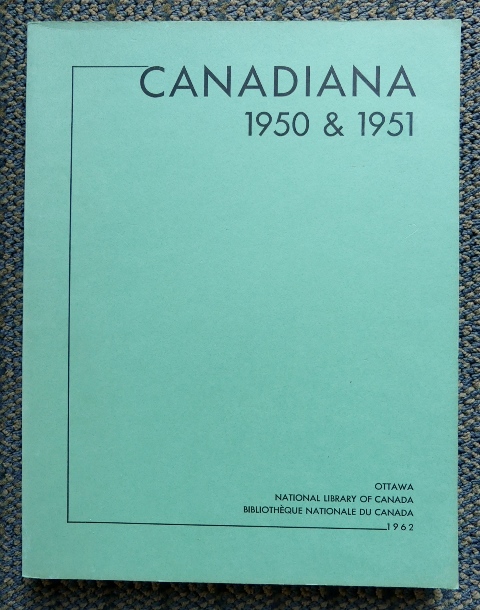 CANADIANA
1950 & 1951
OTTAWA
NATIONAL LIBRARY OF CANADA
BIBLIOTHÈQUE NATIONALE DU CANADA
1962